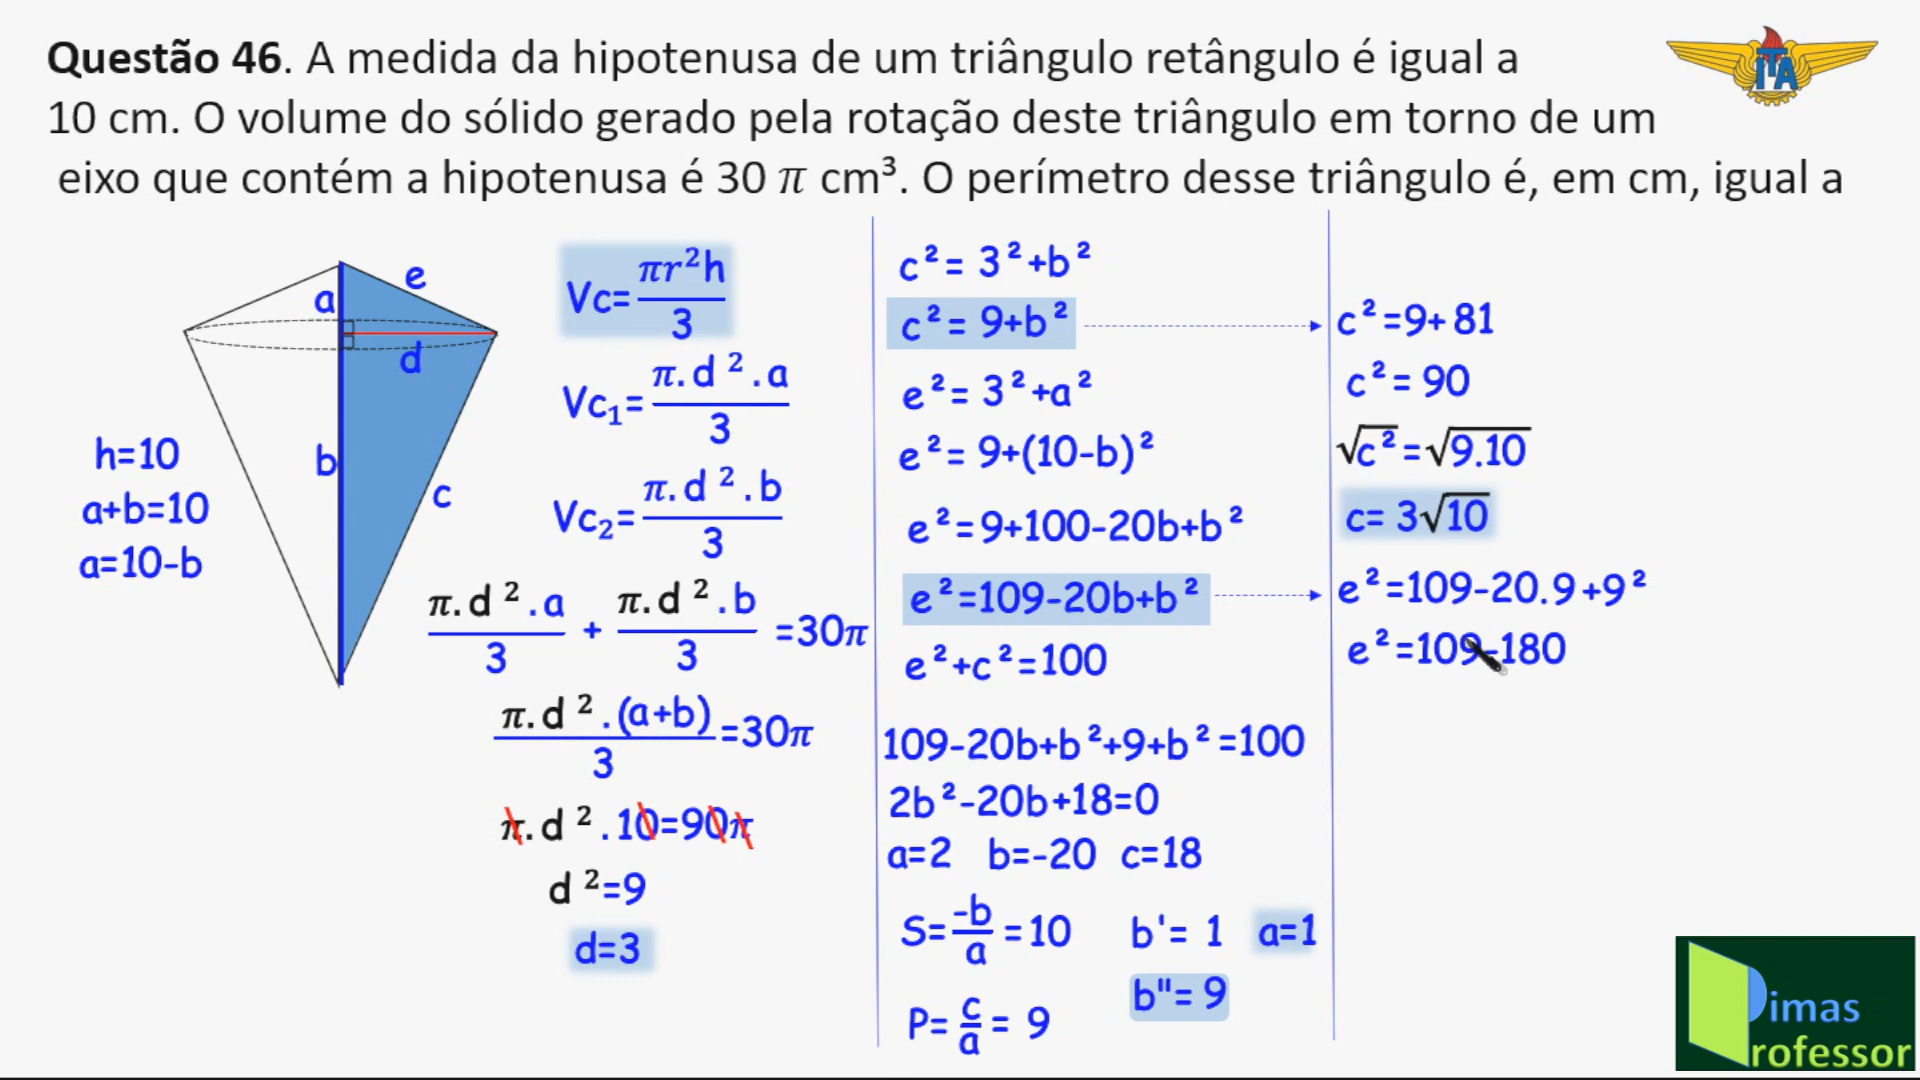 Questão 46. A medida da hipotenusa de um triângulo retângulo é igual a
10 cm. O volume do sólido gerado pela rotação deste triângulo em torno de um
eixo que contém a hipotenusa é 30 π cm³. O perímetro desse triângulo é, em cm, igual a
ITA
a
e
d
b
c
h=10
a+b=10
a=10-b
Vc= πr²h/3
Vc₁= π.d².a/3
Vc₂= π.d².b/3
π.d².a/3 + π.d².b/3 =30π
π.d².(a+b)/3 =30π
π.d².10=90π
d²=9
d=3
c²= 3²+b²
c²= 9+b²
e²= 3²+a²
e²= 9+(10-b)²
e²=9+100-20b+b²
e²=109-20b+b²
e²+c²=100
109-20b+b²+9+b²=100
2b²-20b+18=0
a=2 b=-20 c=18
S= -b/a = 10
b'= 1 a=1
b"= 9
P= c/a = 9
c²=9+81
c²= 90
√c²=√9.10
c= 3√10
e²=109-20.9+9²
e²=109-180
Dimas
Professor